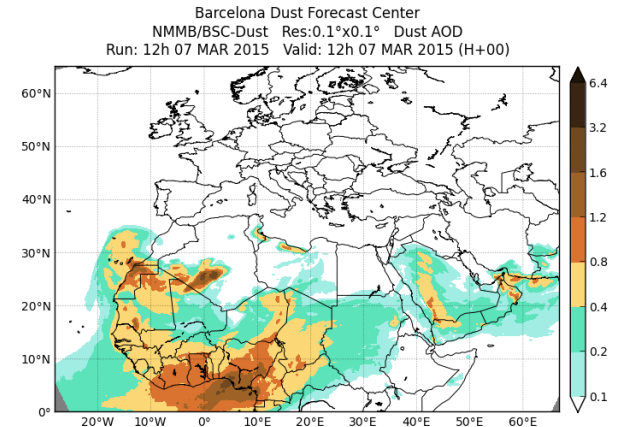 Barcelona Dust Forecast Center
NMMB/BSC-Dust Res:0.1°x0.1° Dust AOD
Run: 12h 07 MAR 2015 Valid: 12h 07 MAR 2015 (H+00)
60°N
50°N
40°N
30°N
20°N
10°N
0°
20°W
10°W
0°
10°E
20°E
30°E
40°E
50°E
60°E
6.4
3.2
1.6
1.2
0.8
0.4
0.2
0.1